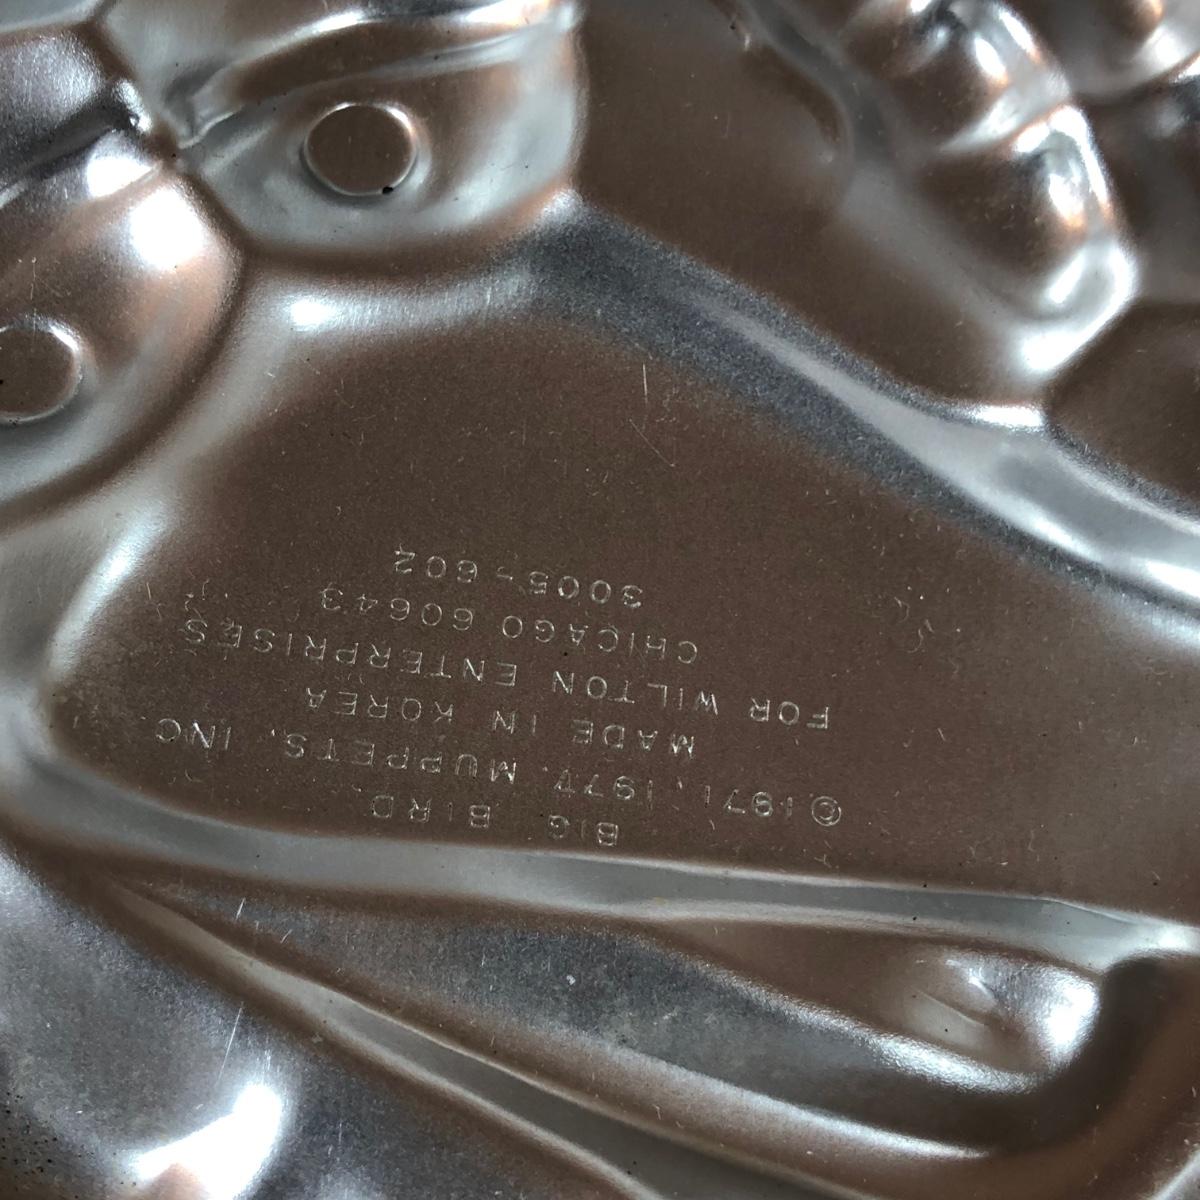 BIG BIRD
©1971, 1977 MUPPETS, INC
MADE IN KOREA
FOR WILTON ENTERPRISES
CHICAGO 60643
3005-602